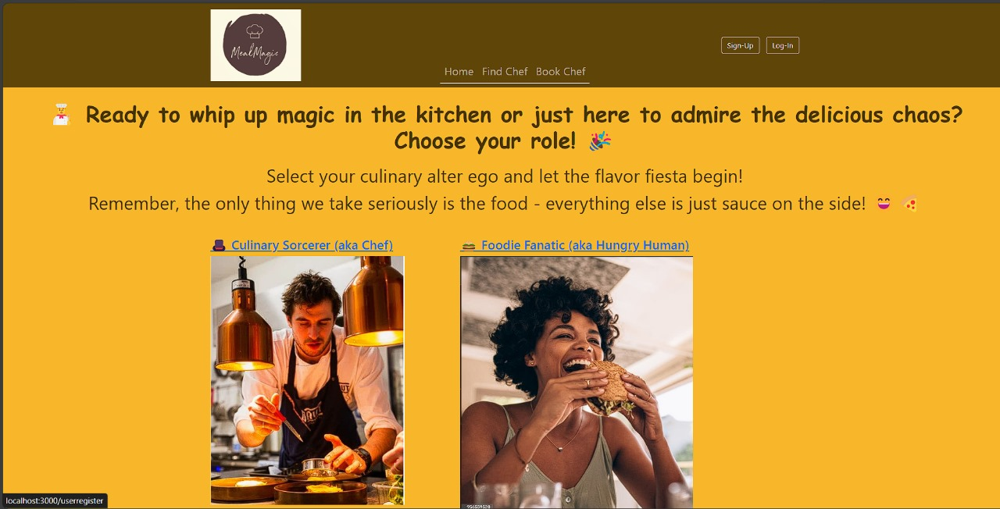 MealMagic
Sign-Up Log-In
Home Find Chef Book Chef
Ready to whip up magic in the kitchen or just here to admire the delicious chaos?
Choose your role!
Select your culinary alter ego and let the flavor fiesta begin!
Remember, the only thing we take seriously is the food - everything else is just sauce on the side!
Culinary Sorcerer (aka Chef) Foodie Fanatic (aka Hungry Human)
localhost:3000/userregister